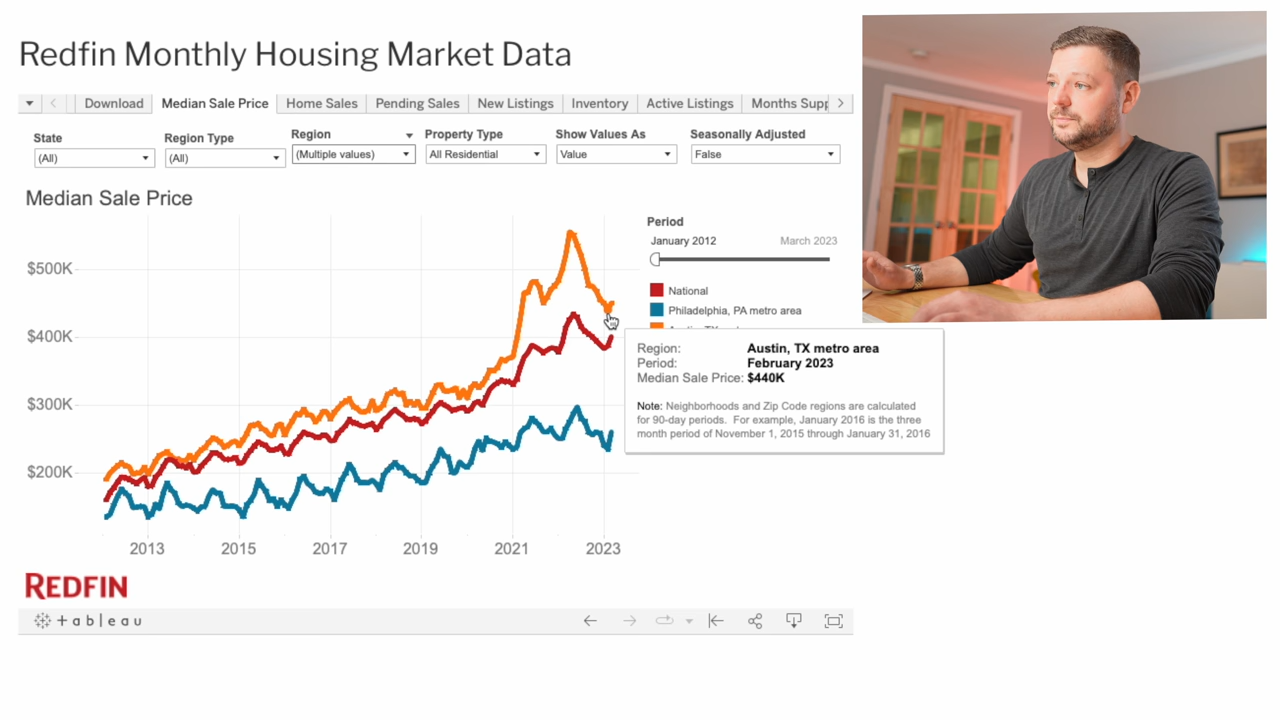 Redfin Monthly Housing Market Data
Download Median Sale Price Home Sales Pending Sales New Listings Inventory Active Listings Months Supp
State Region Type Region Property Type Show Values As Seasonally Adjusted
(All) (All) (Multiple values) All Residential Value False
Median Sale Price
Period
January 2012 March 2023
National
Philadelphia, PA metro area
$500K
$400K
$300K
$200K
Region: Austin, TX metro area
Period: February 2023
Median Sale Price: $440K
Note: Neighborhoods and Zip Code regions are calculated
for 90-day periods. For example, January 2016 is the three
month period of November 1, 2015 through January 31, 2016
2013 2015 2017 2019 2021 2023
REDFIN
+ a b l e a u